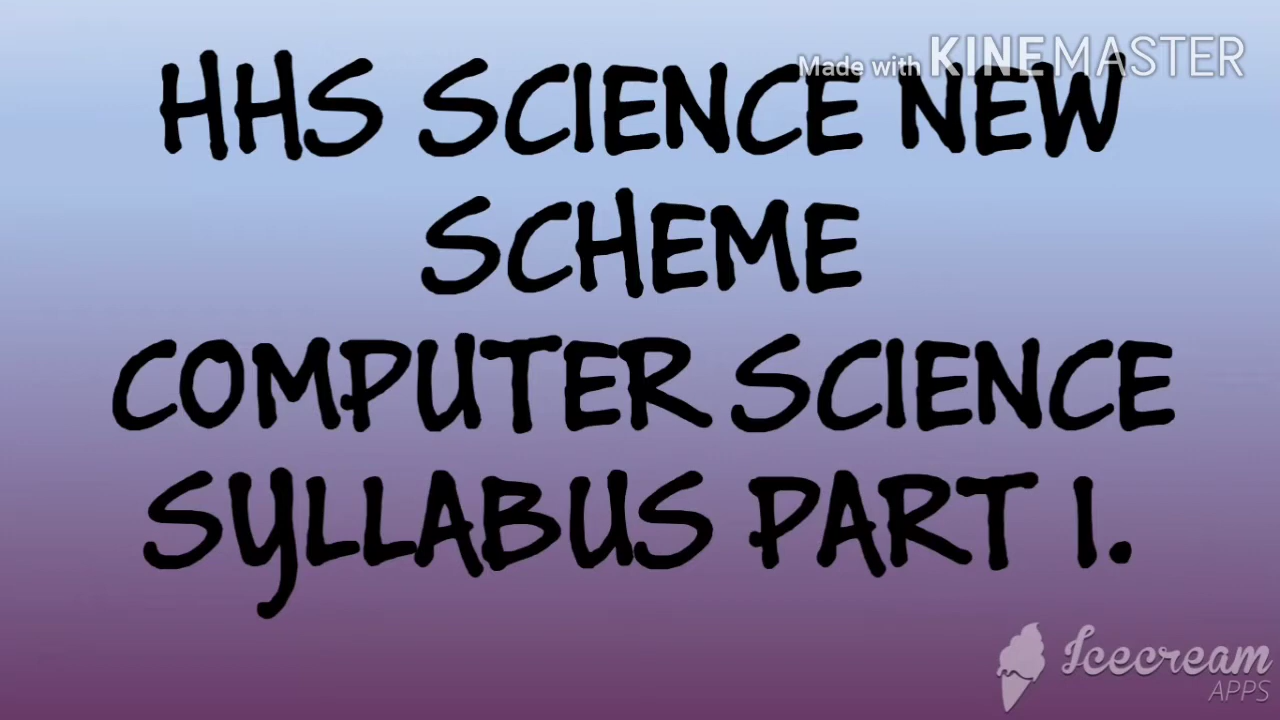 Made with KINEMASTER
HHS SCIENCE NEW
SCHEME
COMPUTER SCIENCE
SYLLABUS PART 1.
Icecream
APPS